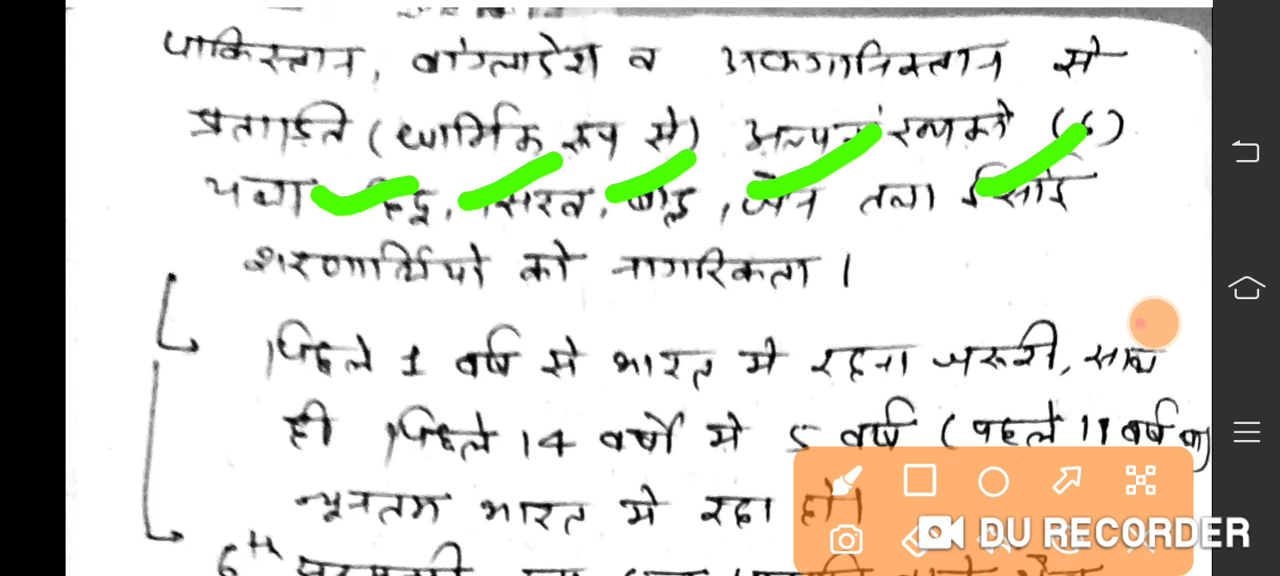 पाकिस्तान, बांग्लादेश व अफगानिस्तान से
प्रताड़ित (धार्मिक रूप से) अल्पसंख्यको (6)
यथा हिंदू, सिख, बौद्ध, जैन तथा ईसाई
शरणार्थियो को नागरिकता।
पिछले 1 वर्ष से भारत मे रहना जरूरी, साथ
ही पिछले 14 वर्षो मे 5 वर्ष (पहले 11 वर्ष था)
न्यूनतम भारत मे रहा हो।
6th
DU RECORDER